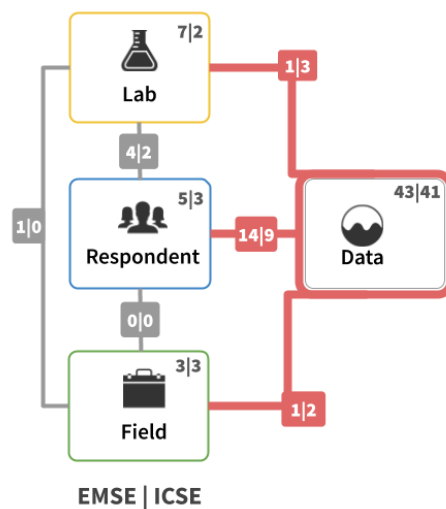 7|2
Lab
1|3
4|2
5|3
Respondent
14|9
43|41
Data
1|0
0|0
3|3
Field
1|2
EMSE | ICSE